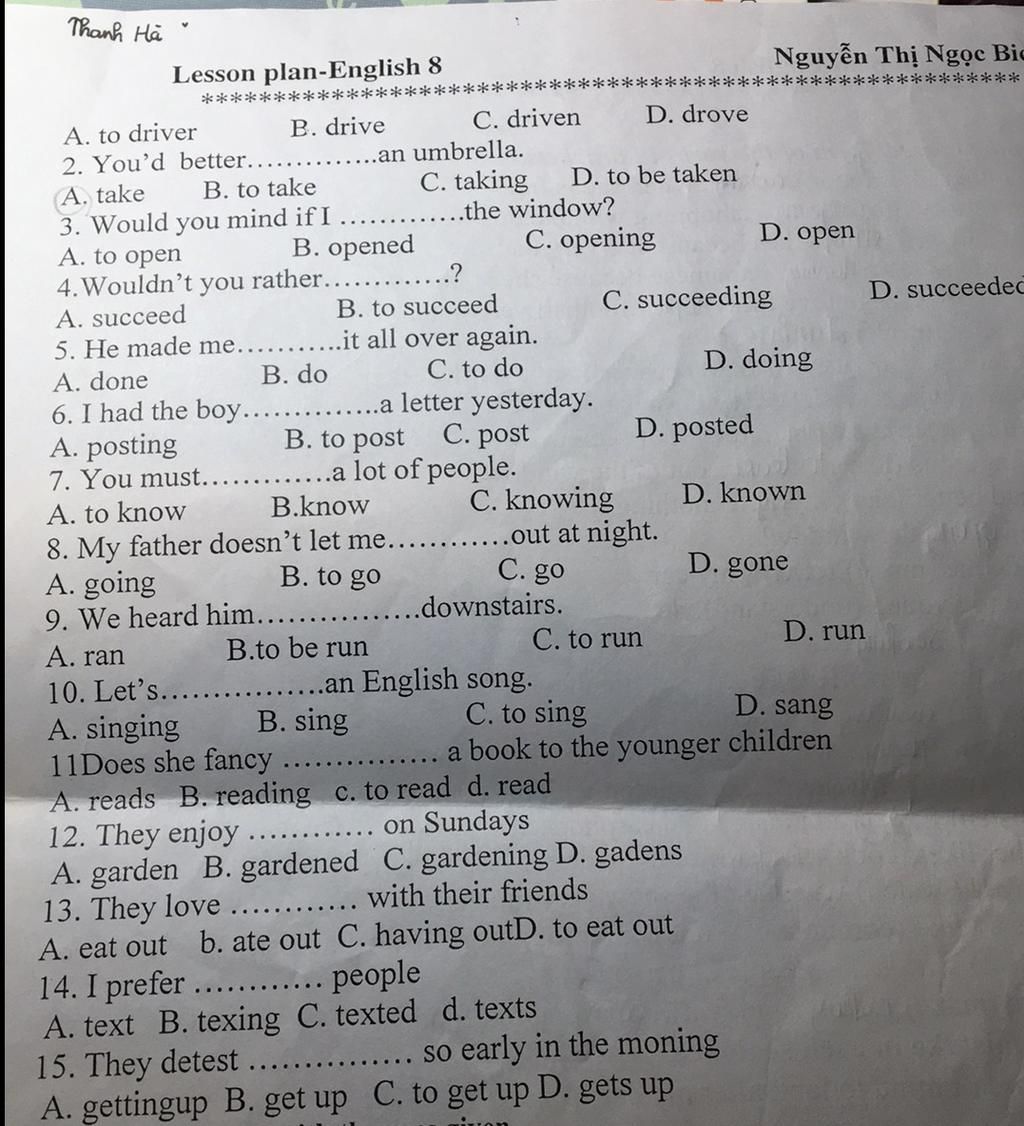 Thanh Hà
Lesson plan-English 8 Nguyễn Thị Ngọc
*********************************************************
A. to driver B. drive C. driven D. drove
2. You'd better..............an umbrella.
A. take B. to take C. taking D. to be taken
3. Would you mind if I .............the window?
A. to open B. opened C. opening D. open
4.Wouldn't you rather.............?
A. succeed B. to succeed C. succeeding D. succeeded
5. He made me...........it all over again.
A. done B. do C. to do D. doing
6. I had the boy..............a letter yesterday.
A. posting B. to post C. post D. posted
7. You must.............a lot of people.
A. to know B.know C. knowing D. known
8. My father doesn't let me............out at night.
A. going B. to go C. go D. gone
9. We heard him................downstairs.
A. ran B.to be run C. to run D. run
10. Let's................an English song.
A. singing B. sing C. to sing D. sang
11Does she fancy ............... a book to the younger children
A. reads B. reading c. to read d. read
12. They enjoy ............ on Sundays
A. garden B. gardened C. gardening D. gadens
13. They love ............ with their friends
A. eat out b. ate out C. having outD. to eat out
14. I prefer ............ people
A. text B. texing C. texted d. texts
15. They detest ............... so early in the moning
A. gettingup B. get up C. to get up D. gets up